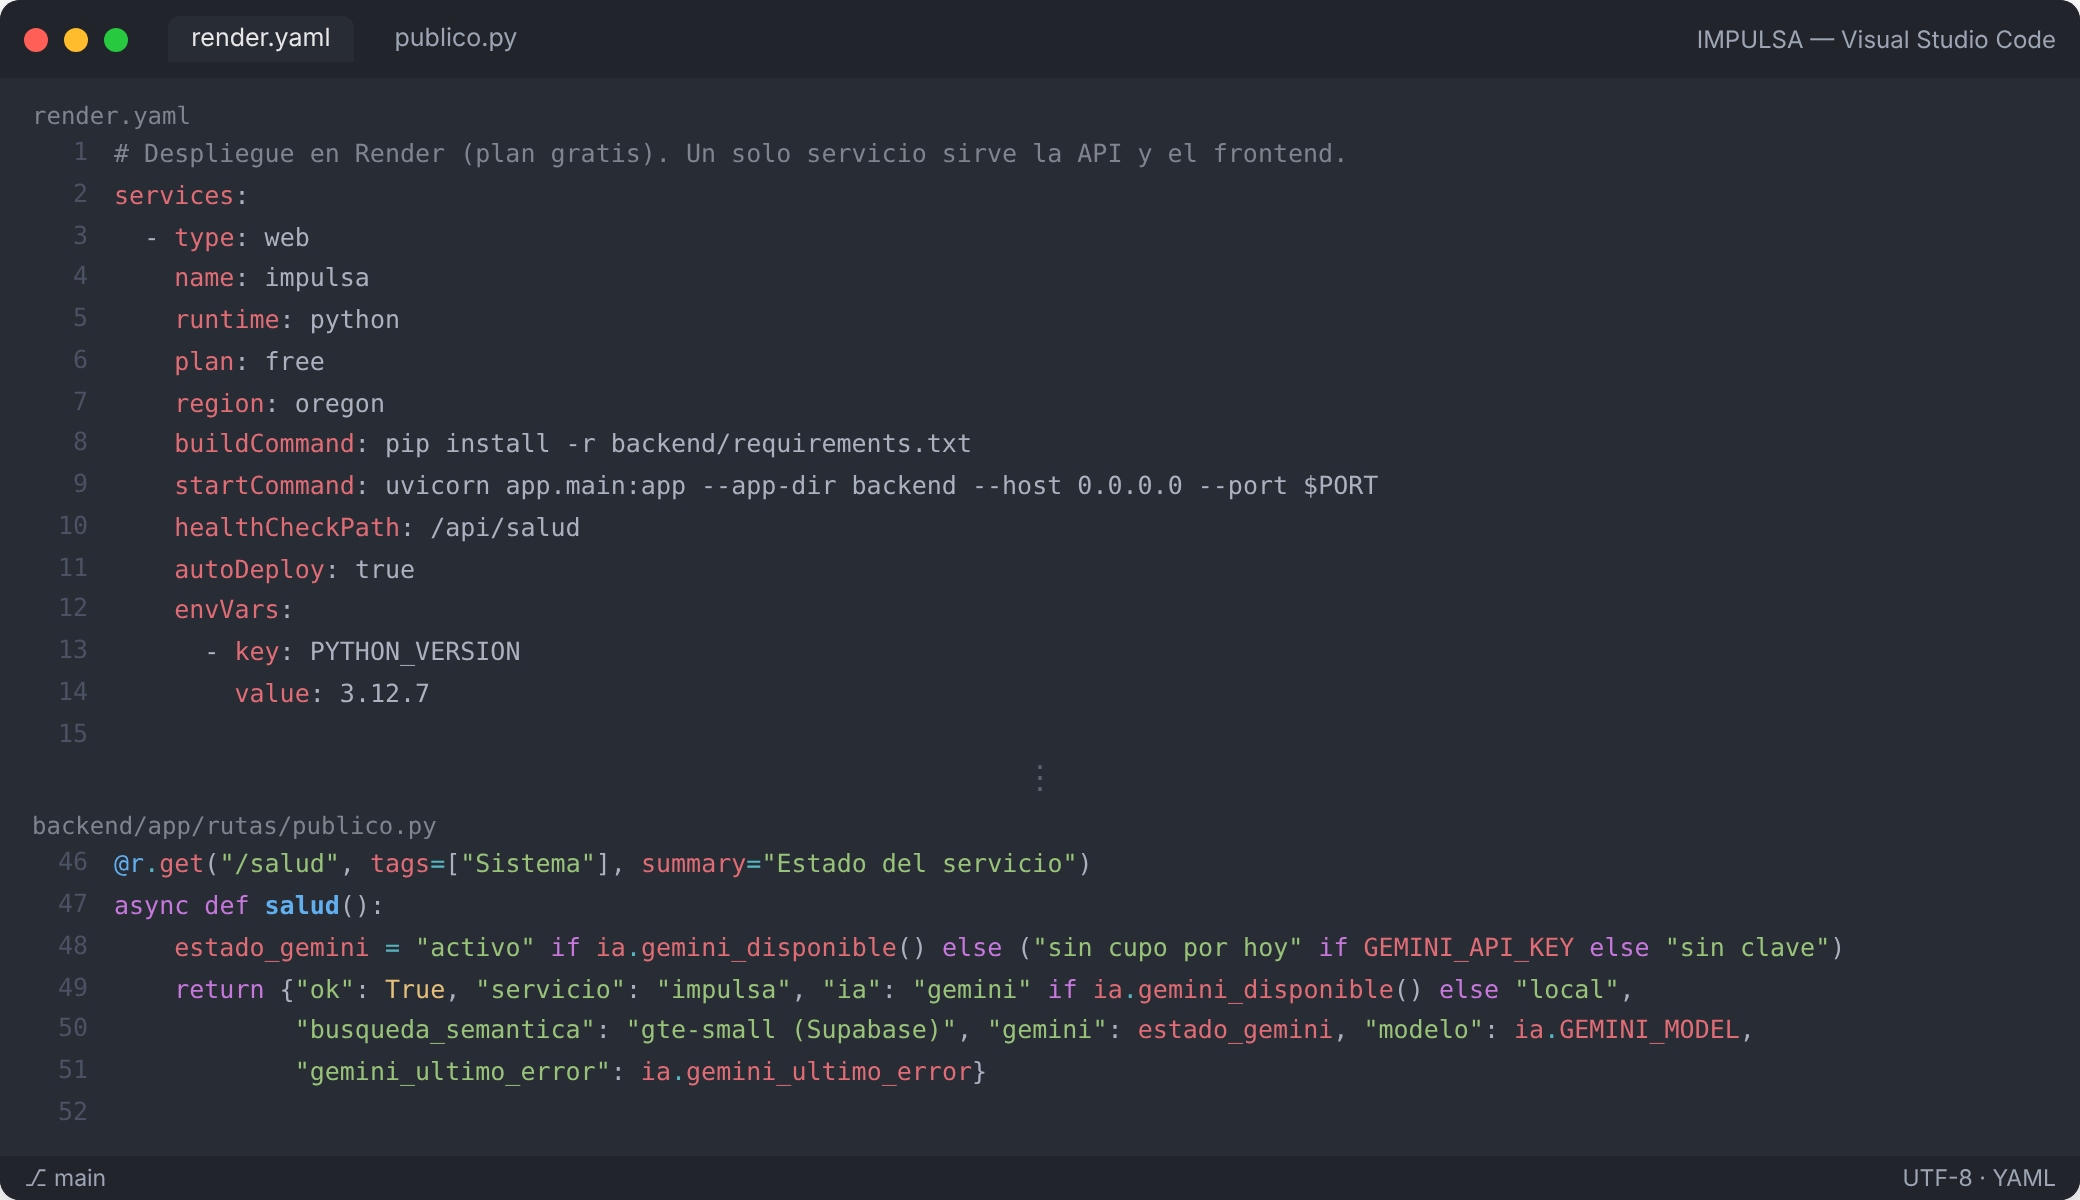 render.yaml publico.py IMPULSA — Visual Studio Code
render.yaml
1 # Despliegue en Render (plan gratis). Un solo servicio sirve la API y el frontend.
2 services:
3   - type: web
4     name: impulsa
5     runtime: python
6     plan: free
7     region: oregon
8     buildCommand: pip install -r backend/requirements.txt
9     startCommand: uvicorn app.main:app --app-dir backend --host 0.0.0.0 --port $PORT
10     healthCheckPath: /api/salud
11     autoDeploy: true
12     envVars:
13       - key: PYTHON_VERSION
14         value: 3.12.7
15
⋮
backend/app/rutas/publico.py
46 @r.get("/salud", tags=["Sistema"], summary="Estado del servicio")
47 async def salud():
48     estado_gemini = "activo" if ia.gemini_disponible() else ("sin cupo por hoy" if GEMINI_API_KEY else "sin clave")
49     return {"ok": True, "servicio": "impulsa", "ia": "gemini" if ia.gemini_disponible() else "local",
50             "busqueda_semantica": "gte-small (Supabase)", "gemini": estado_gemini, "modelo": ia.GEMINI_MODEL,
51             "gemini_ultimo_error": ia.gemini_ultimo_error}
52
⎇ main UTF-8 · YAML